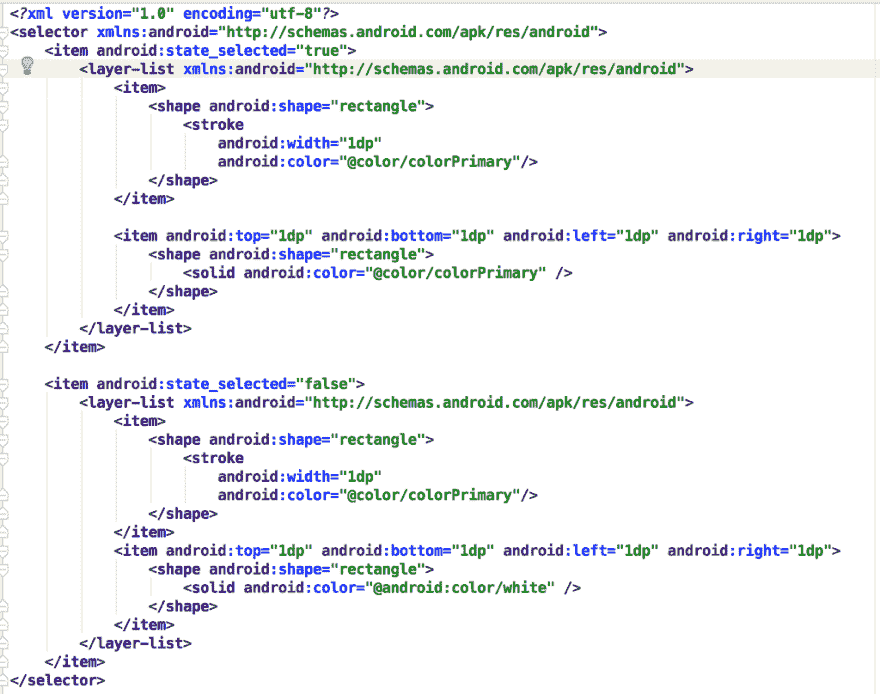 <?xml version="1.0" encoding="utf-8"?>
<selector xmlns:android="http://schemas.android.com/apk/res/android">
    <item android:state_selected="true">
        <layer-list xmlns:android="http://schemas.android.com/apk/res/android">
            <item>
                <shape android:shape="rectangle">
                    <stroke
                        android:width="1dp"
                        android:color="@color/colorPrimary"/>
                </shape>
            </item>

            <item android:top="1dp" android:bottom="1dp" android:left="1dp" android:right="1dp">
                <shape android:shape="rectangle">
                    <solid android:color="@color/colorPrimary" />
                </shape>
            </item>
        </layer-list>
    </item>

    <item android:state_selected="false">
        <layer-list xmlns:android="http://schemas.android.com/apk/res/android">
            <item>
                <shape android:shape="rectangle">
                    <stroke
                        android:width="1dp"
                        android:color="@color/colorPrimary"/>
                </shape>
            </item>
            <item android:top="1dp" android:bottom="1dp" android:left="1dp" android:right="1dp">
                <shape android:shape="rectangle">
                    <solid android:color="@android:color/white" />
                </shape>
            </item>
        </layer-list>
    </item>
</selector>